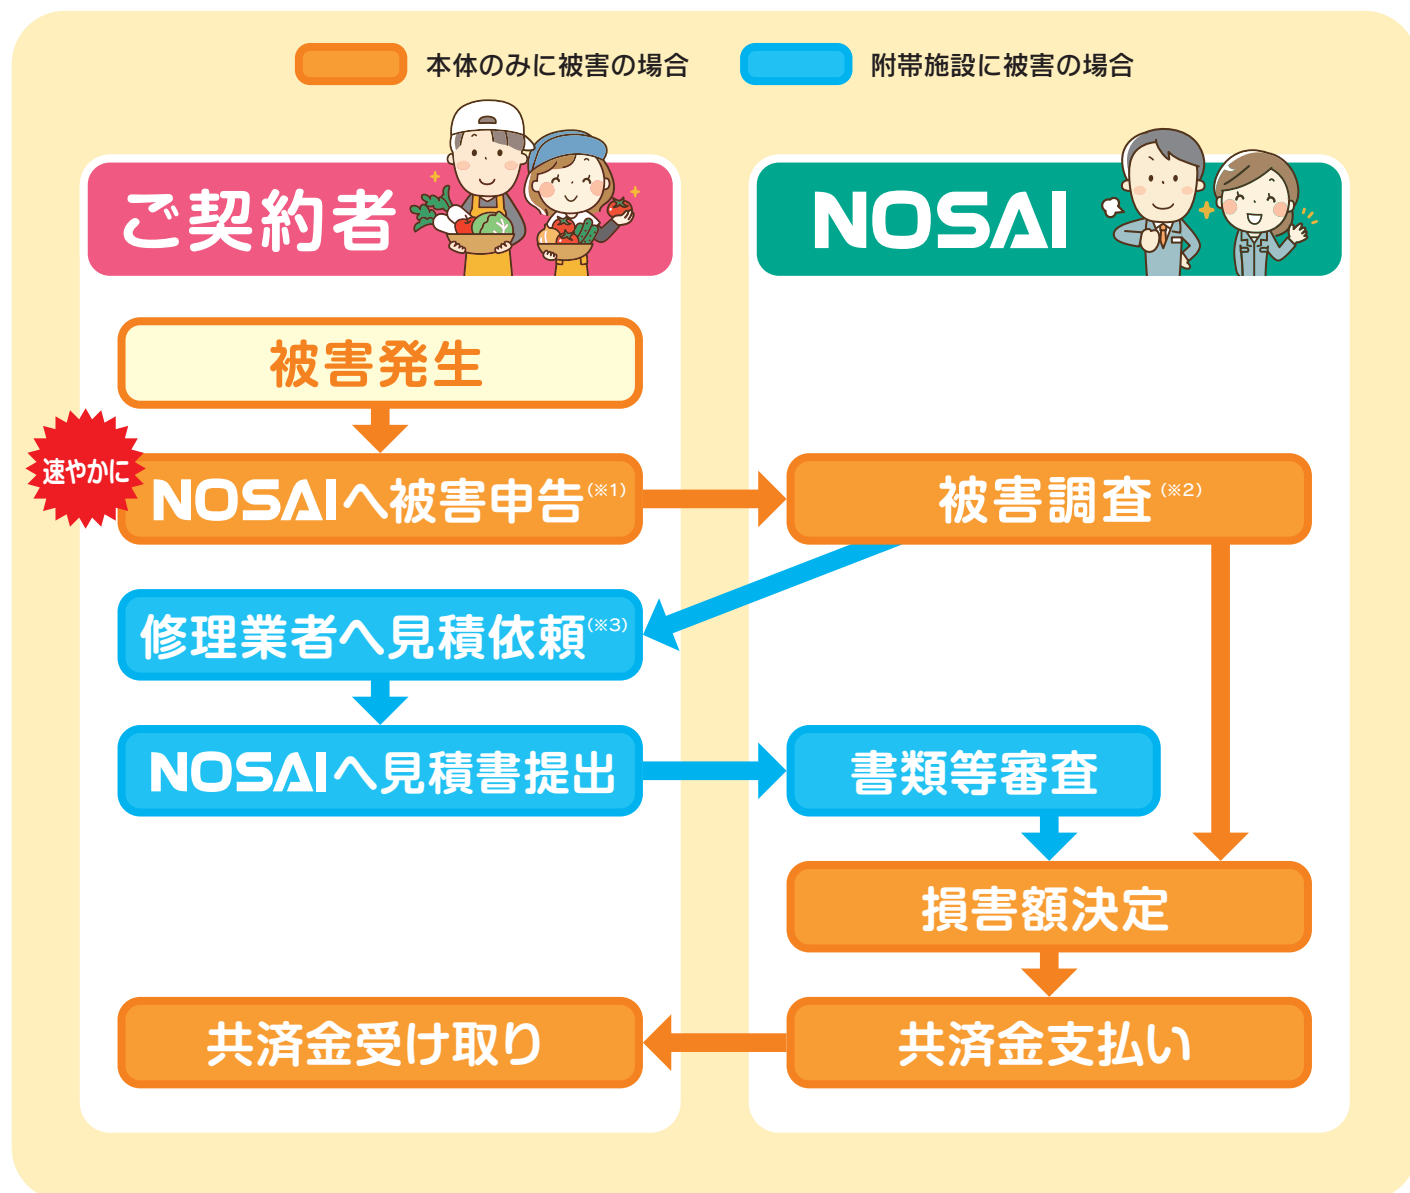 本体のみに被害の場合
附帯施設に被害の場合
ご契約者
NOSAI
被害発生
速やかに
NOSAIへ被害申告(※1)
被害調査(※2)
修理業者へ見積依頼(※3)
NOSAIへ見積書提出
書類等審査
損害額決定
共済金受け取り
共済金支払い